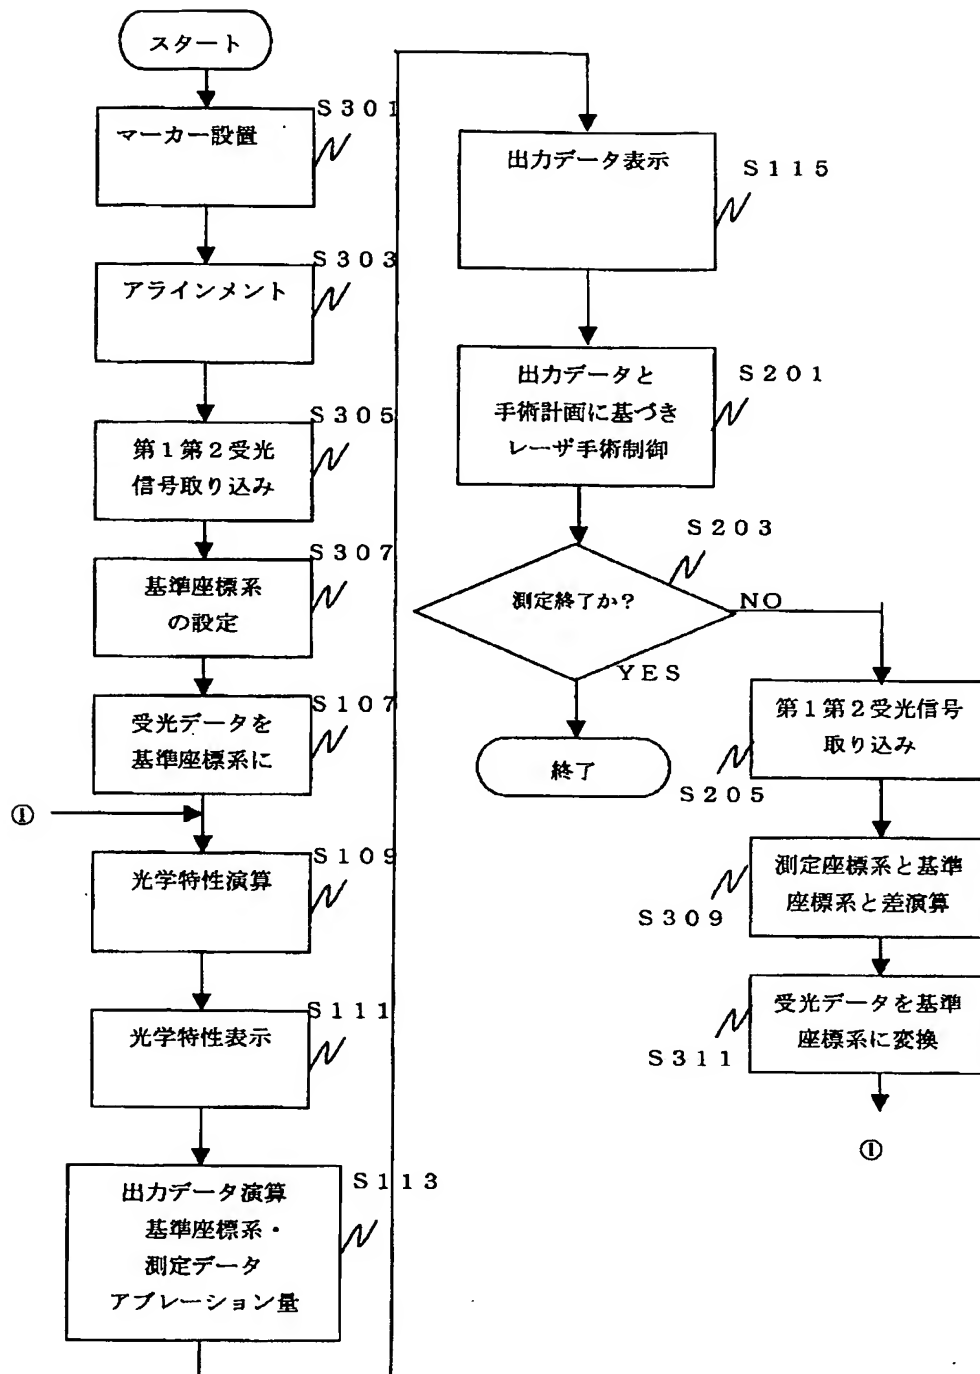 スタート
S301
マーカー設置
S303
アラインメント
S305
第1第2受光
信号取り込み
S307
基準座標系
の設定
S107
受光データを
基準座標系に
①
S109
光学特性演算
S111
光学特性表示
S113
出力データ演算
基準座標系・
測定データ
アブレーション量
出力データ表示
S115
出力データと
手術計画に基づき
レーザ手術制御
S201
S203
測定終了か?
NO
YES
終了
第1第2受光信号
取り込み
S205
測定座標系と基準
座標系と差演算
S309
受光データを基準
座標系に変換
S311
①